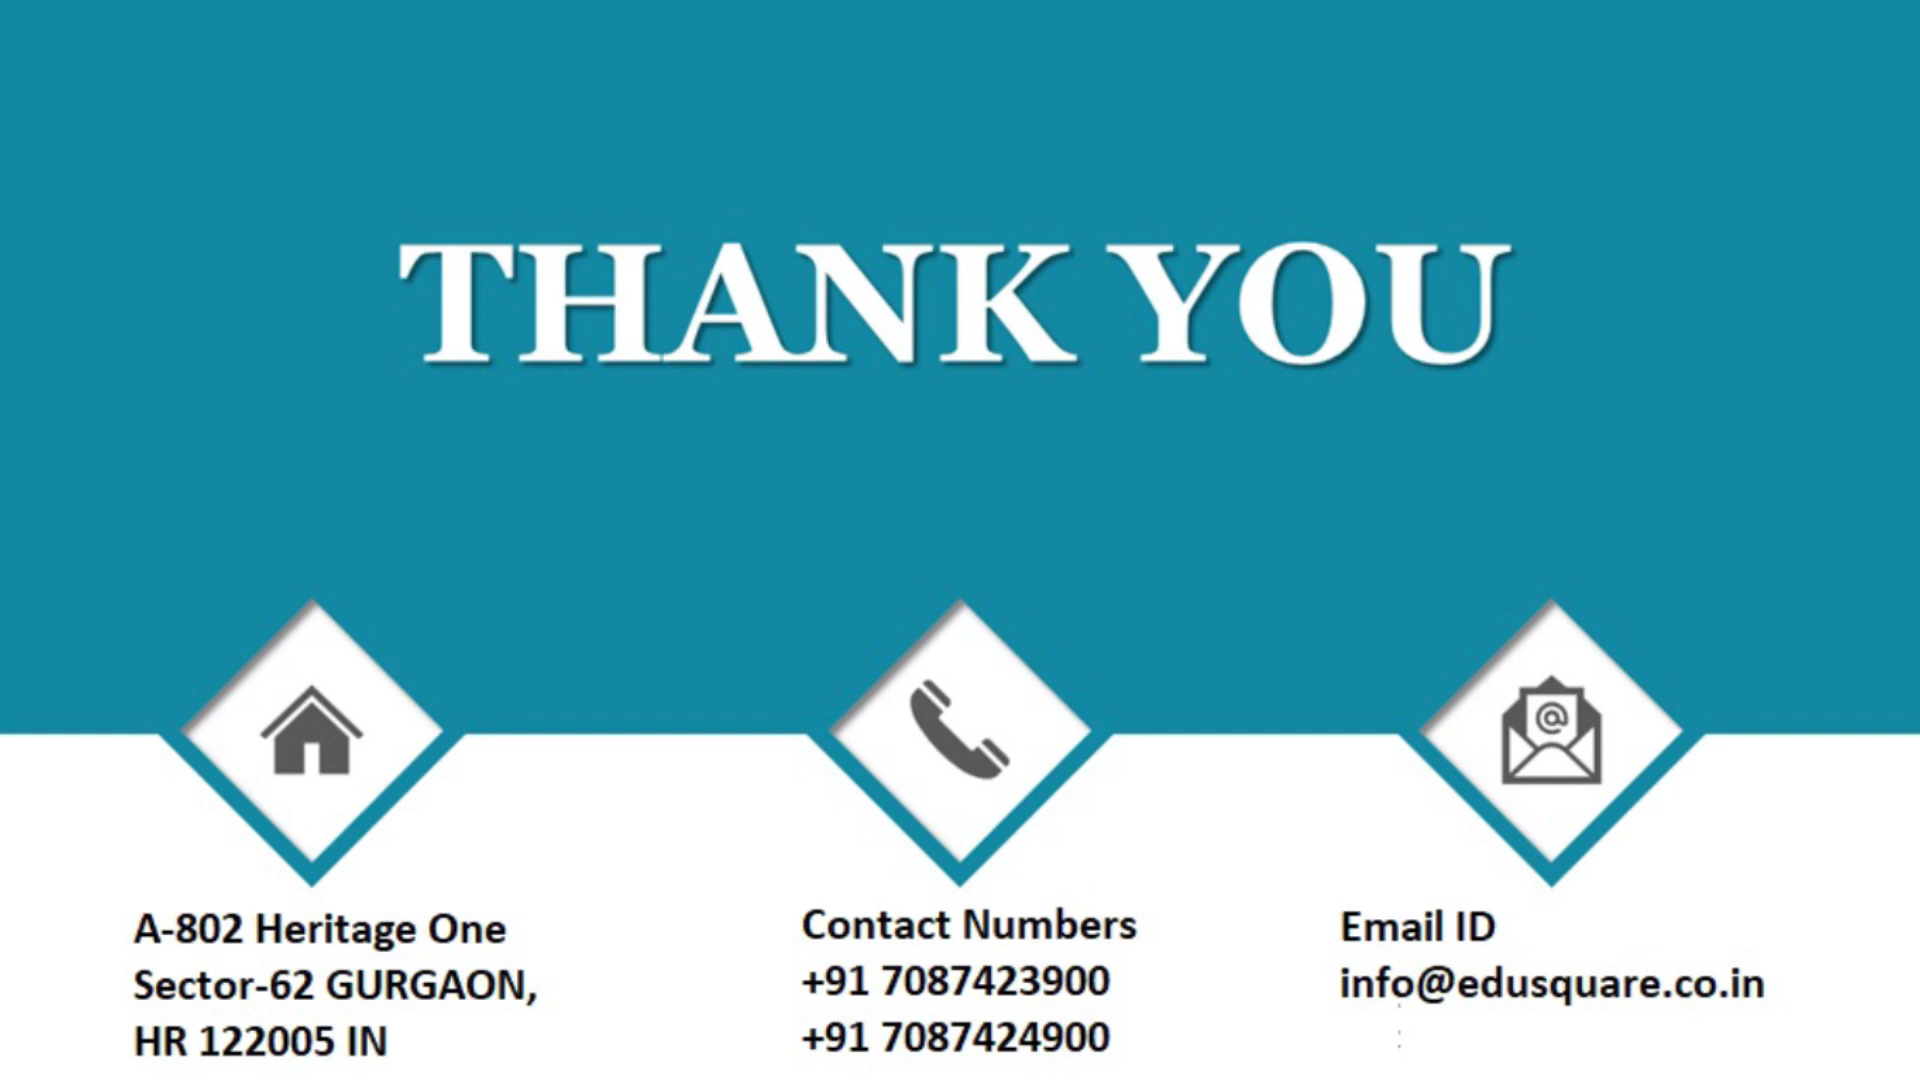 THANK YOU
A-802 Heritage One
Sector-62 GURGAON,
HR 122005 IN
Contact Numbers
+91 7087423900
+91 7087424900
Email ID
info@edusquare.co.in